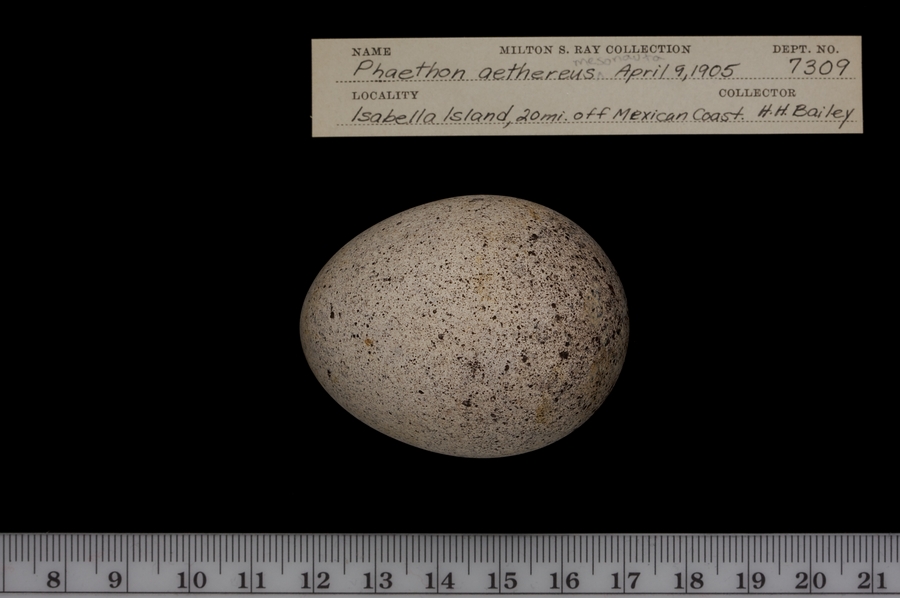 NAME MILTON S. RAY COLLECTION DEPT. NO.
mesonauta
Phaethon aethereus, April 9, 1905 7309
LOCALITY COLLECTOR
Isabella Island, 20 mi. off Mexican Coast. H.H. Bailey
8 9 10 11 12 13 14 15 16 17 18 19 20 21